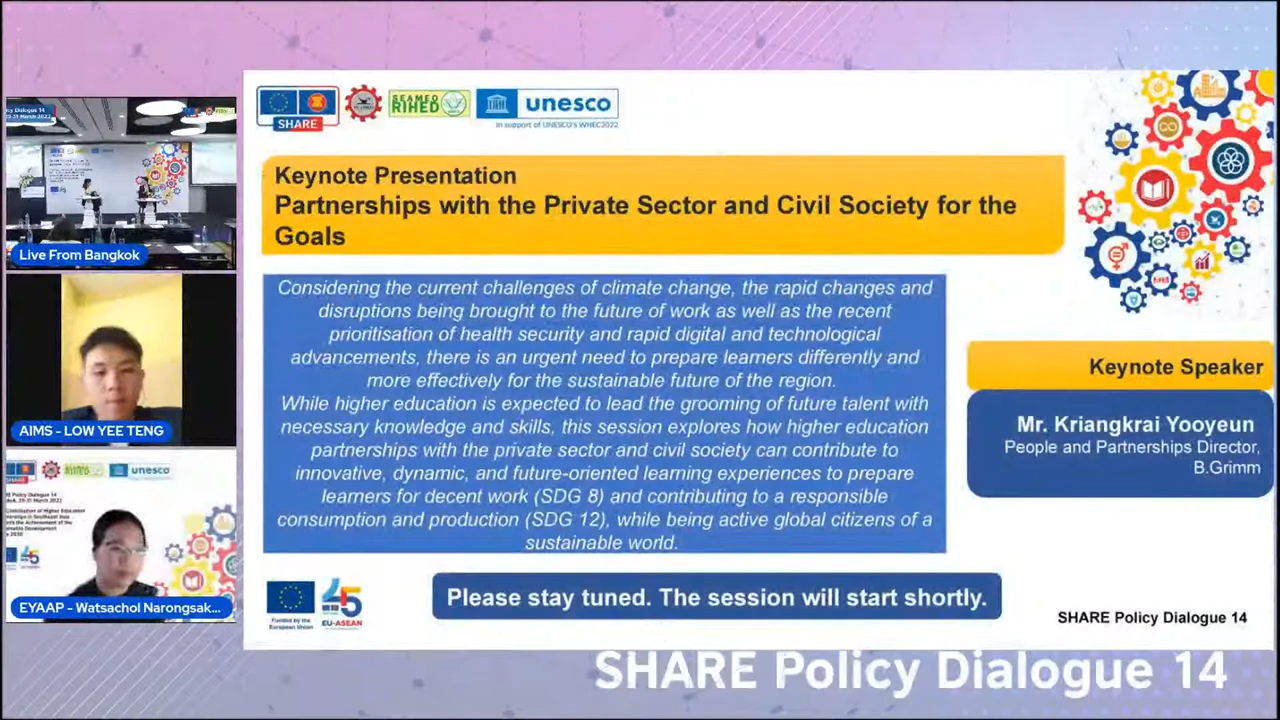 SHARE
SEAMEO
RIHED
unesco
In support of UNESCO's WHEC2022
Keynote Presentation
Partnerships with the Private Sector and Civil Society for the
Goals
Considering the current challenges of climate change, the rapid changes and
disruptions being brought to the future of work as well as the recent
prioritisation of health security and rapid digital and technological
advancements, there is an urgent need to prepare learners differently and
more effectively for the sustainable future of the region.
While higher education is expected to lead the grooming of future talent with
necessary knowledge and skills, this session explores how higher education
partnerships with the private sector and civil society can contribute to
innovative, dynamic, and future-oriented learning experiences to prepare
learners for decent work (SDG 8) and contributing to a responsible
consumption and production (SDG 12), while being active global citizens of a
sustainable world.
Keynote Speaker
Mr. Kriangkrai Yooyeun
People and Partnerships Director,
B.Grimm
Please stay tuned. The session will start shortly.
Funded by the
European Union
45
EU-ASEAN
SHARE Policy Dialogue 14
SHARE Policy Dialogue 14
Live From Bangkok
AIMS - LOW YEE TENG
unesco
Policy Dialogue 14
EYAAP - Watsachol Narongsak...